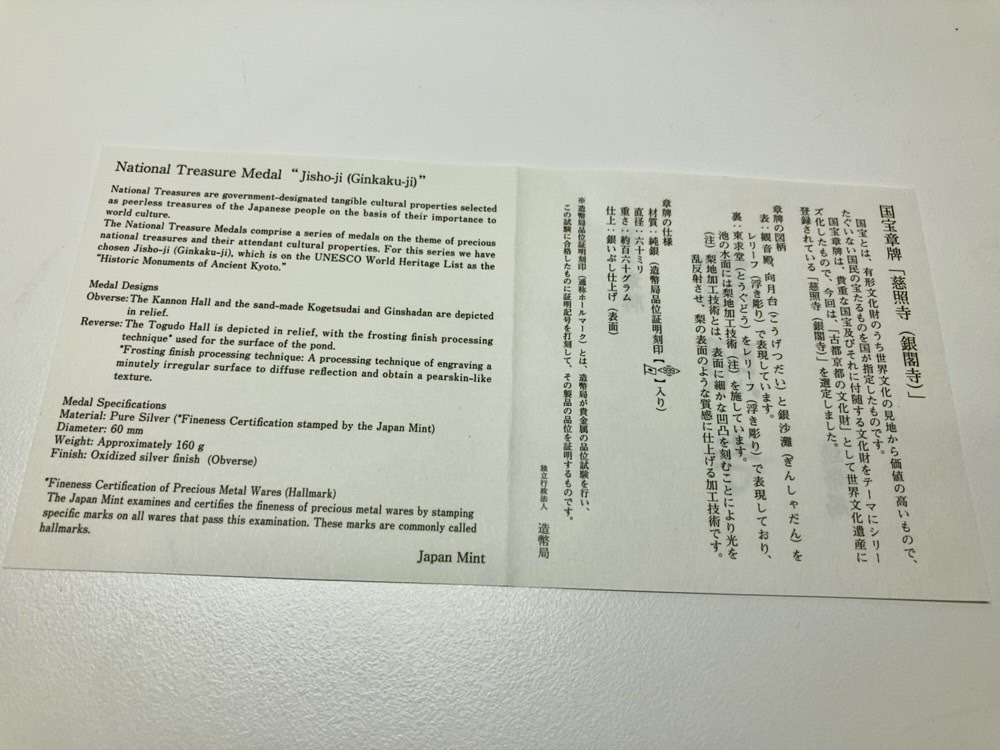 National Treasure Medal "Jisho-ji (Ginkaku-ji)"
National Treasures are government-designated tangible cultural properties selected
as peerless treasures of the Japanese people on the basis of their importance to
world culture.
The National Treasure Medals comprise a series of medals on the theme of precious
national treasures and their attendant cultural properties. For this series we have
chosen Jisho-ji (Ginkaku-ji), which is on the UNESCO World Heritage List as the
"Historic Monuments of Ancient Kyoto."
Medal Designs
Obverse: The Kannon Hall and the sand-made Kogetsudai and Ginshadan are depicted
in relief.
Reverse: The Togudo Hall is depicted in relief, with the frosting finish processing
technique* used for the surface of the pond.
*Frosting finish processing technique: A processing technique of engraving a
minutely irregular surface to diffuse reflection and obtain a pearskin-like
texture.
Medal Specifications
Material: Pure Silver (*Fineness Certification stamped by the Japan Mint)
Diameter: 60 mm
Weight: Approximately 160 g
Finish: Oxidized silver finish (Obverse)
*Fineness Certification of Precious Metal Wares (Hallmark)
The Japan Mint examines and certifies the fineness of precious metal wares by stamping
specific marks on all wares that pass this examination. These marks are commonly called
hallmarks.
Japan Mint
国宝章牌「慈照寺（銀閣寺）」
国宝とは、有形文化財のうち世界文化の見地から価値の高いもので、
たぐいない国民の宝たるものを国が指定したものです。
国宝章牌は、貴重な国宝及びそれに付随する文化財をテーマにシリー
ズ化したもので、今回は、「古都京都の文化財」として世界文化遺産に
登録されている「慈照寺（銀閣寺）」を選定しました。
章牌の図柄
表：観音殿、向月台（こうげつだい）と銀沙灘（ぎんしゃだん）を
レリーフ（浮き彫り）で表現しています。
裏：東求堂（とうぐどう）をレリーフ（浮き彫り）で表現しており、
池の水面には梨地加工技術（注）を施しています。
（注）梨地加工技術とは、表面に細かな凹凸を刻むことにより光を
乱反射させ、梨の表面のような質感に仕上げる加工技術です。
章牌の仕様
材質：純銀（造幣局品位証明刻印【】入り）
直径：六十ミリ
重さ：約百六十グラム
仕上：銀いぶし仕上げ（表面）
※造幣局品位証明刻印（通称ホールマーク）とは、造幣局が貴金属の品位試験を行い、
この試験に合格したものに証明記号を打刻して、その製品の品位を証明するものです。
独立行政法人 造幣局